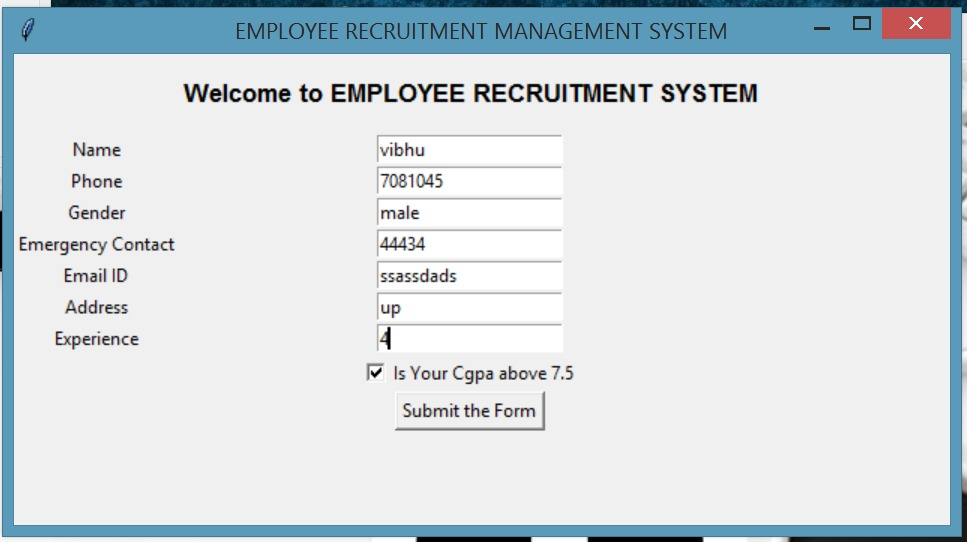 EMPLOYEE RECRUITMENT MANAGEMENT SYSTEM
Welcome to EMPLOYEE RECRUITMENT SYSTEM
Name vibhu
Phone 7081045
Gender male
Emergency Contact 44434
Email ID ssassdads
Address up
Experience 4
Is Your Cgpa above 7.5
Submit the Form